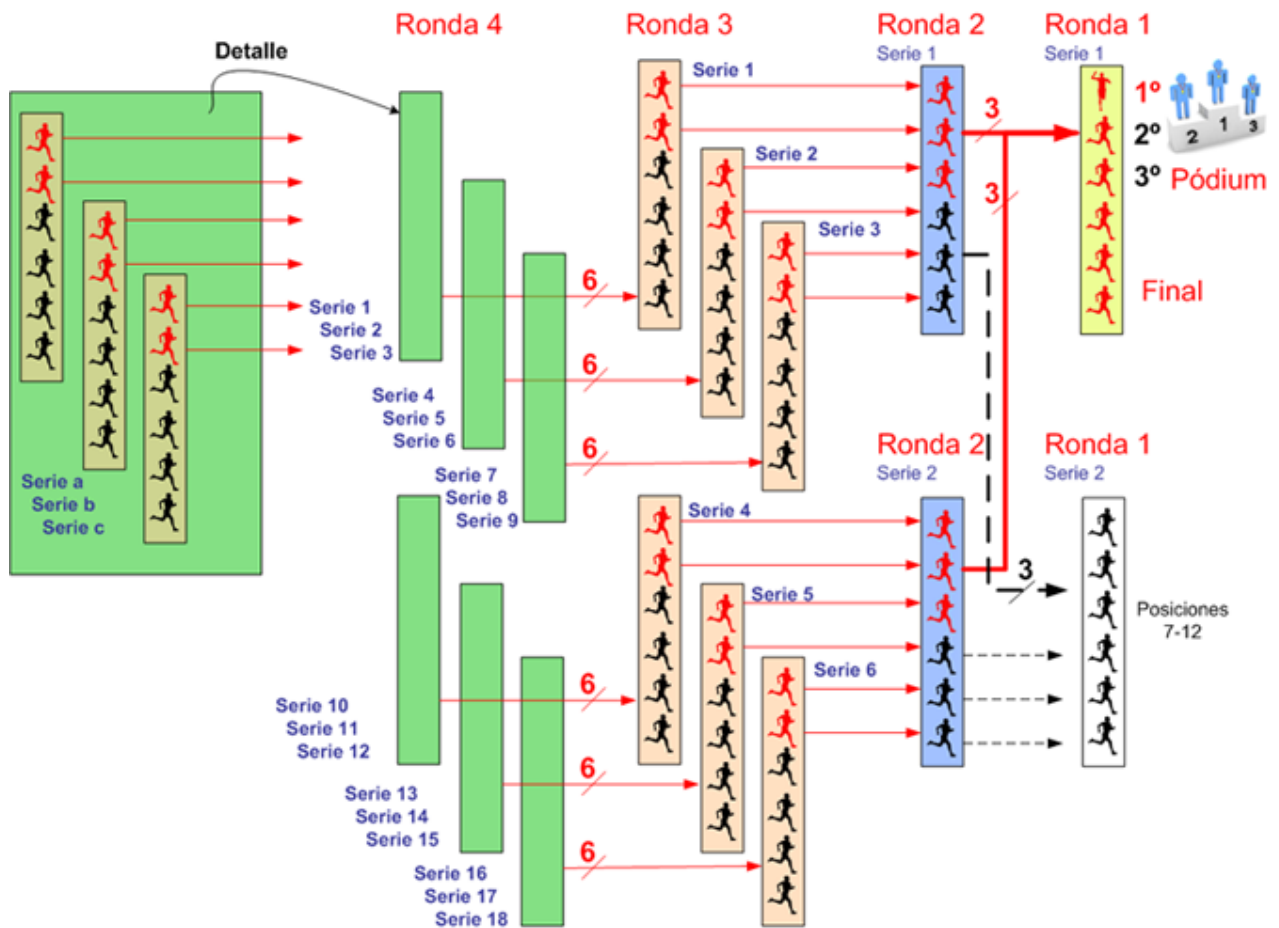 Ronda 4
Ronda 3
Ronda 2
Ronda 1
Serie 1
Serie 1
Detalle
Serie 1
1º
2
1
3
3
2º
Serie 2
3º Pódium
3
Serie 3
6
Final
Serie 1
Serie 2
Serie 3
6
Serie 4
Serie 5
Serie 6
6
Ronda 2
Ronda 1
Serie 2
Serie 2
Serie a
Serie b
Serie c
Serie 7
Serie 8
Serie 9
Serie 4
3
Serie 5
Posiciones
7-12
6
Serie 6
Serie 10
Serie 11
Serie 12
6
Serie 13
Serie 14
Serie 15
6
Serie 16
Serie 17
Serie 18